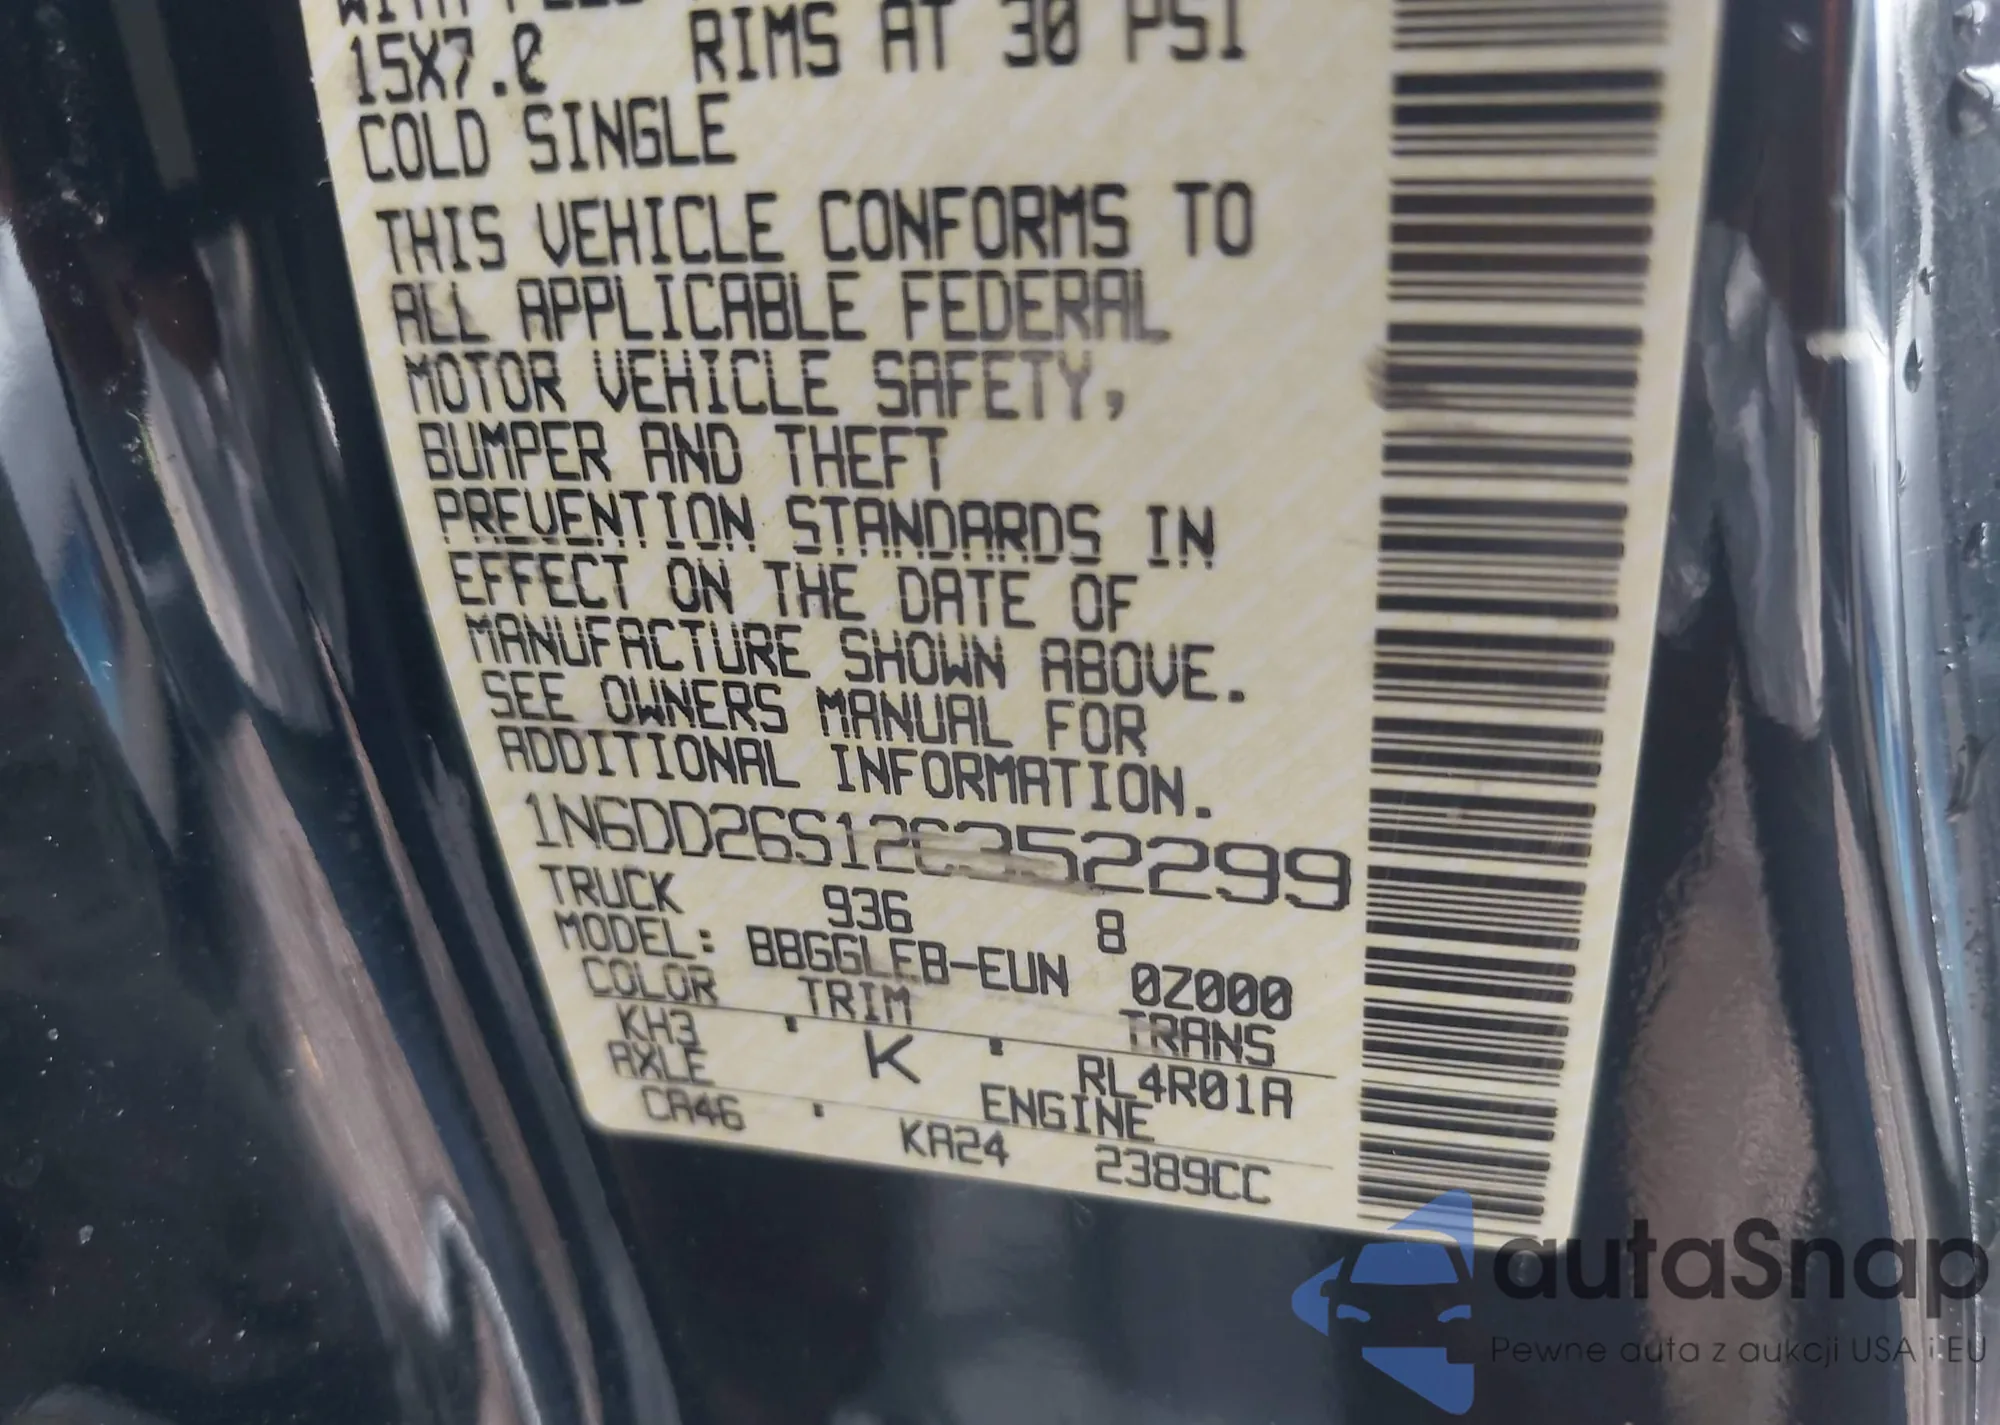 15X7.0 RIMS AT 30 PSI
COLD SINGLE
THIS VEHICLE CONFORMS TO
ALL APPLICABLE FEDERAL
MOTOR VEHICLE SAFETY,
BUMPER AND THEFT
PREVENTION STANDARDS IN
EFFECT ON THE DATE OF
MANUFACTURE SHOWN ABOVE.
SEE OWNERS MANUAL FOR
ADDITIONAL INFORMATION.
1N6DD26S12C352299
TRUCK 936 8
MODEL: BBGGLEB-EUN 0Z000
COLOR TRIM TRANS
KH3 K RL4R01A
AXLE ENGINE
CA46 KA24 2389CC
autaSnap
Pewne auta z aukcji USA i EU